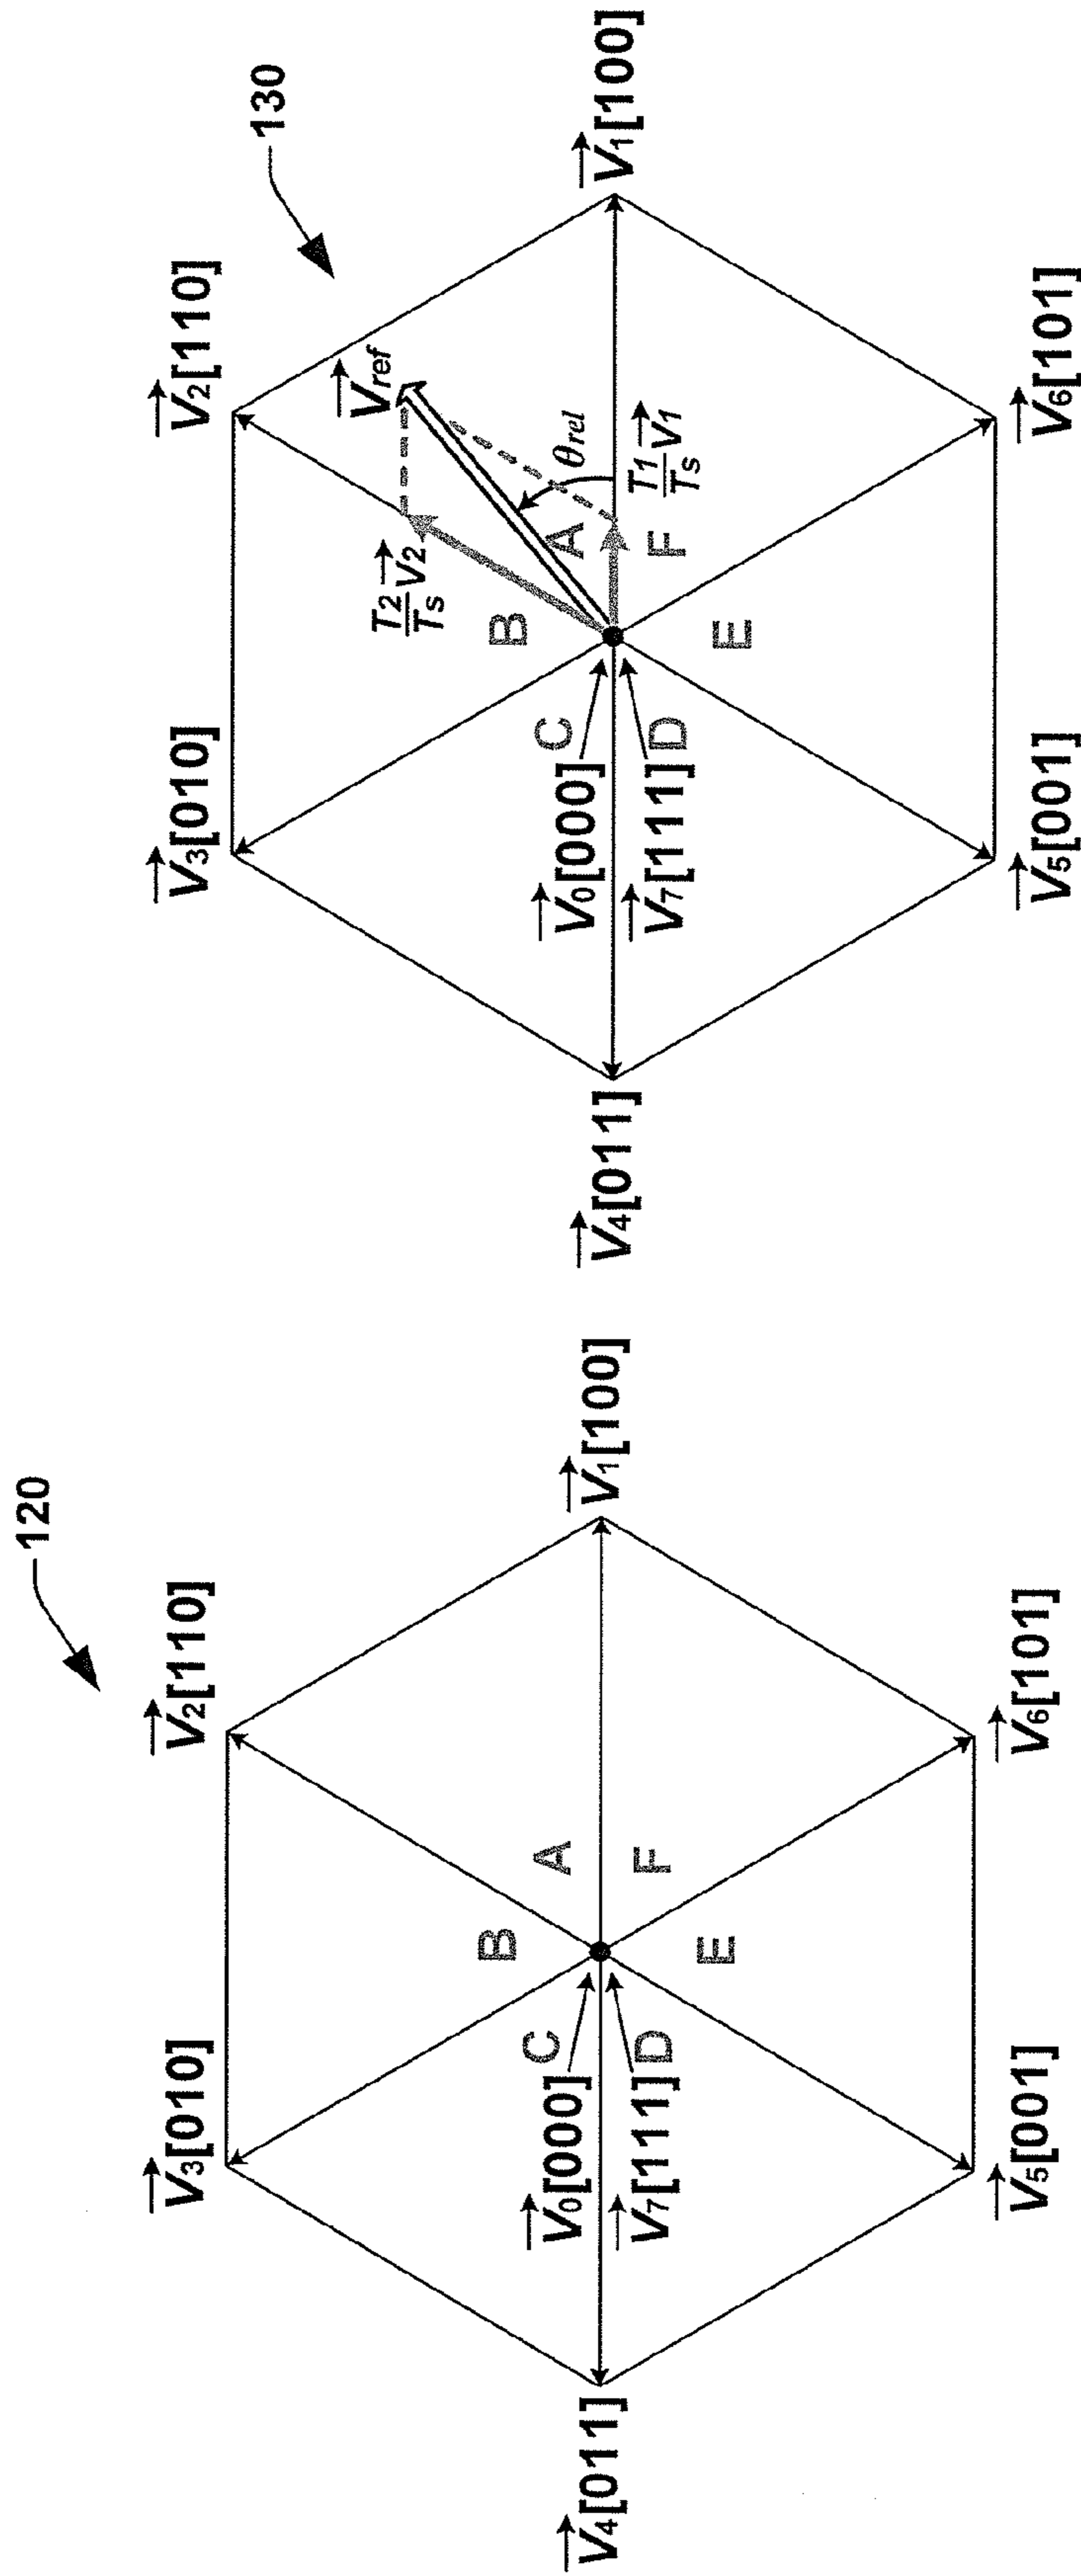 120
V₂[110]
V₃[010]
V₁[100]
V₄[011]
V₀[000]
V₇[111]
V₅[001]
V₆[101]
A
B
C
D
E
F
130
V₂[110]
V₃[010]
Vref
T2/Ts V₂
θrel
T1/Ts V₁
V₁[100]
V₄[011]
V₀[000]
V₇[111]
V₅[001]
V₆[101]
A
B
C
D
E
F